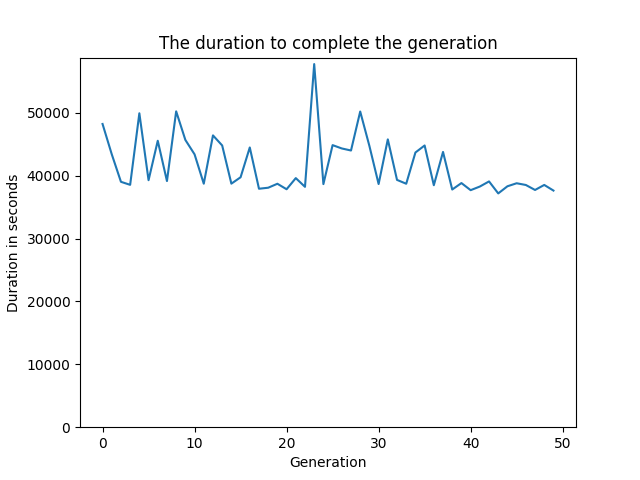 The duration to complete the generation
50000
40000
30000
20000
10000
0
Duration in seconds
0 10 20 30 40 50
Generation